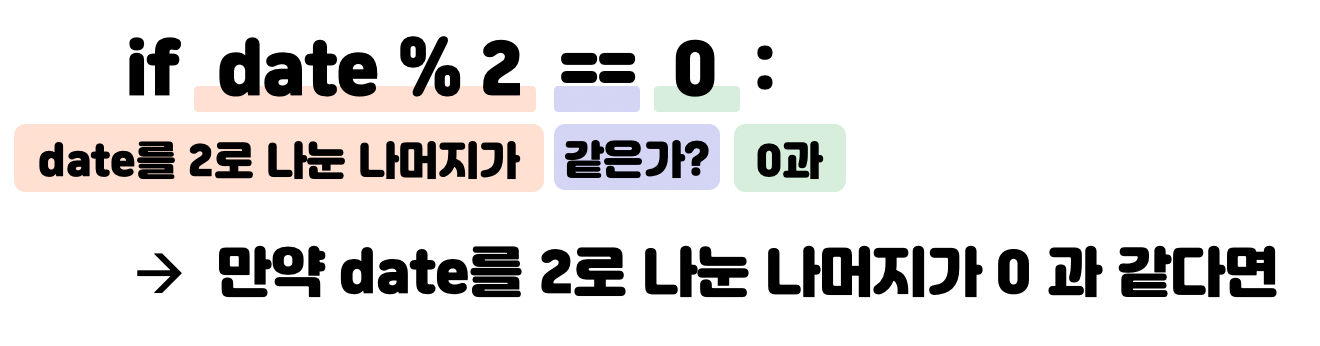 if date % 2 == 0 :
date를 2로 나눈 나머지가 같은가? 0과
→ 만약 date를 2로 나눈 나머지가 0 과 같다면